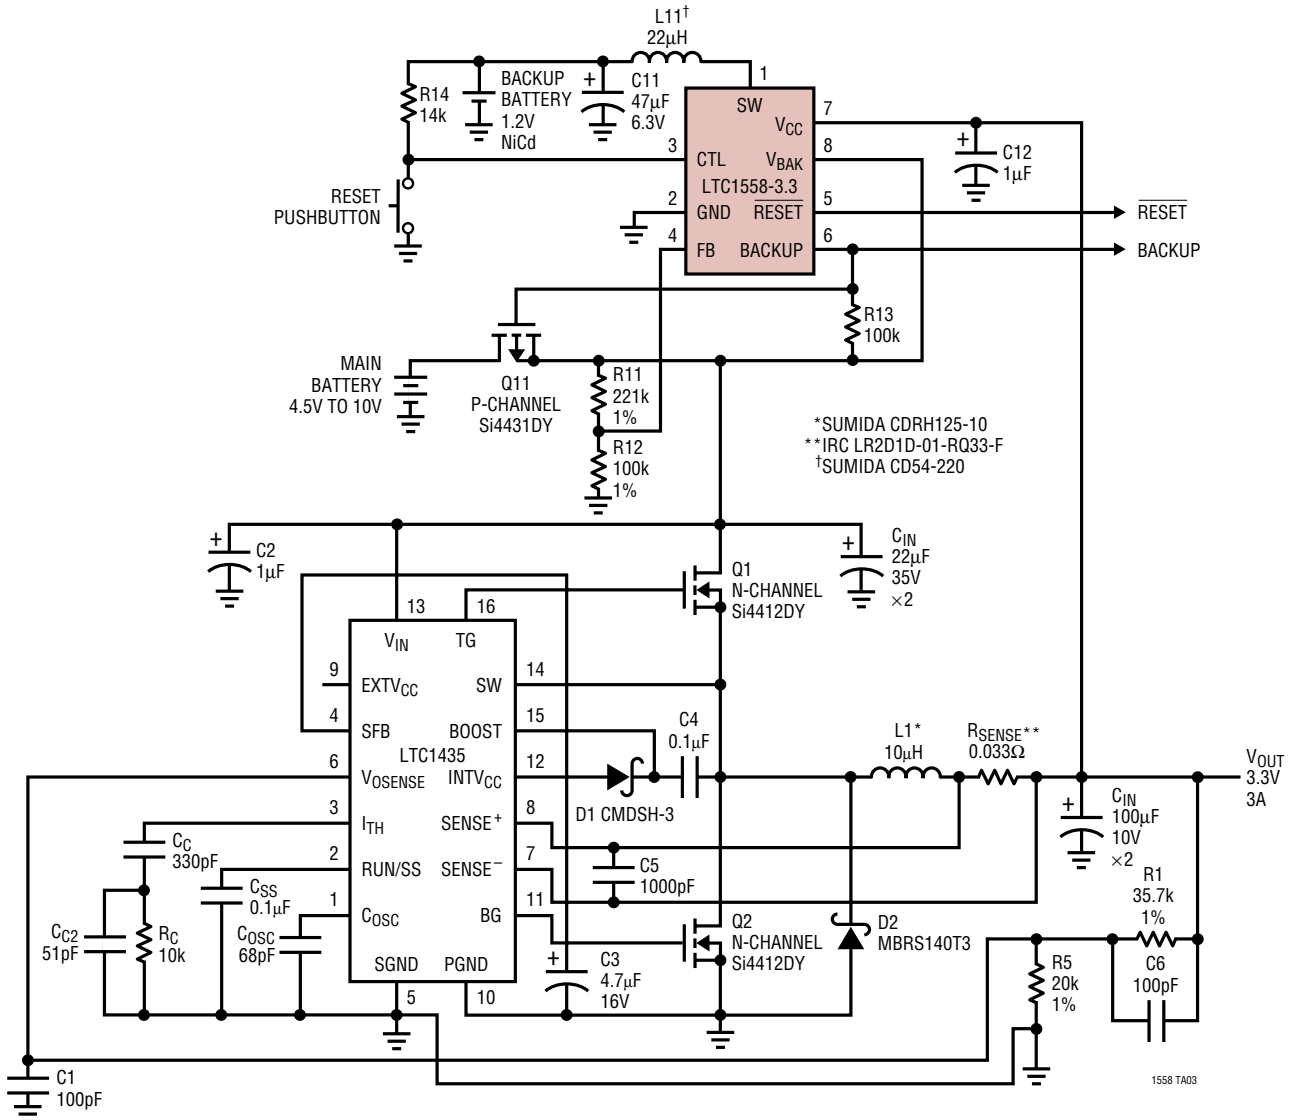 L11†
22µH
1
R14
14k
BACKUP
BATTERY
1.2V
NiCd
+
C11
47µF
6.3V
SW
7
VCC
3
CTL
8
VBAK
+
C12
1µF
LTC1558-3.3
RESET
PUSHBUTTON
2
GND
RESET
5
RESET
4
FB
BACKUP
6
BACKUP
R13
100k
MAIN
BATTERY
4.5V TO 10V
Q11
P-CHANNEL
Si4431DY
R11
221k
1%
R12
100k
1%
*SUMIDA CDRH125-10
**IRC LR2D1D-01-RQ33-F
†SUMIDA CD54-220
+
C2
1µF
+
CIN
22µF
35V
×2
Q1
N-CHANNEL
Si4412DY
13
16
VIN
TG
9
EXTVCC
SW
14
4
SFB
BOOST
15
LTC1435
6
VOSENSE
INTVCC
12
3
ITH
SENSE+
8
2
RUN/SS
SENSE−
7
1
COSC
BG
11
SGND
PGND
5
10
C4
0.1µF
D1 CMDSH-3
L1*
10µH
RSENSE**
0.033Ω
VOUT
3.3V
3A
+
CIN
100µF
10V
×2
C5
1000pF
R1
35.7k
1%
CC
330pF
CSS
0.1µF
CC2
51pF
RC
10k
COSC
68pF
+
C3
4.7µF
16V
Q2
N-CHANNEL
Si4412DY
D2
MBRS140T3
R5
20k
1%
C6
100pF
C1
100pF
1558 TA03